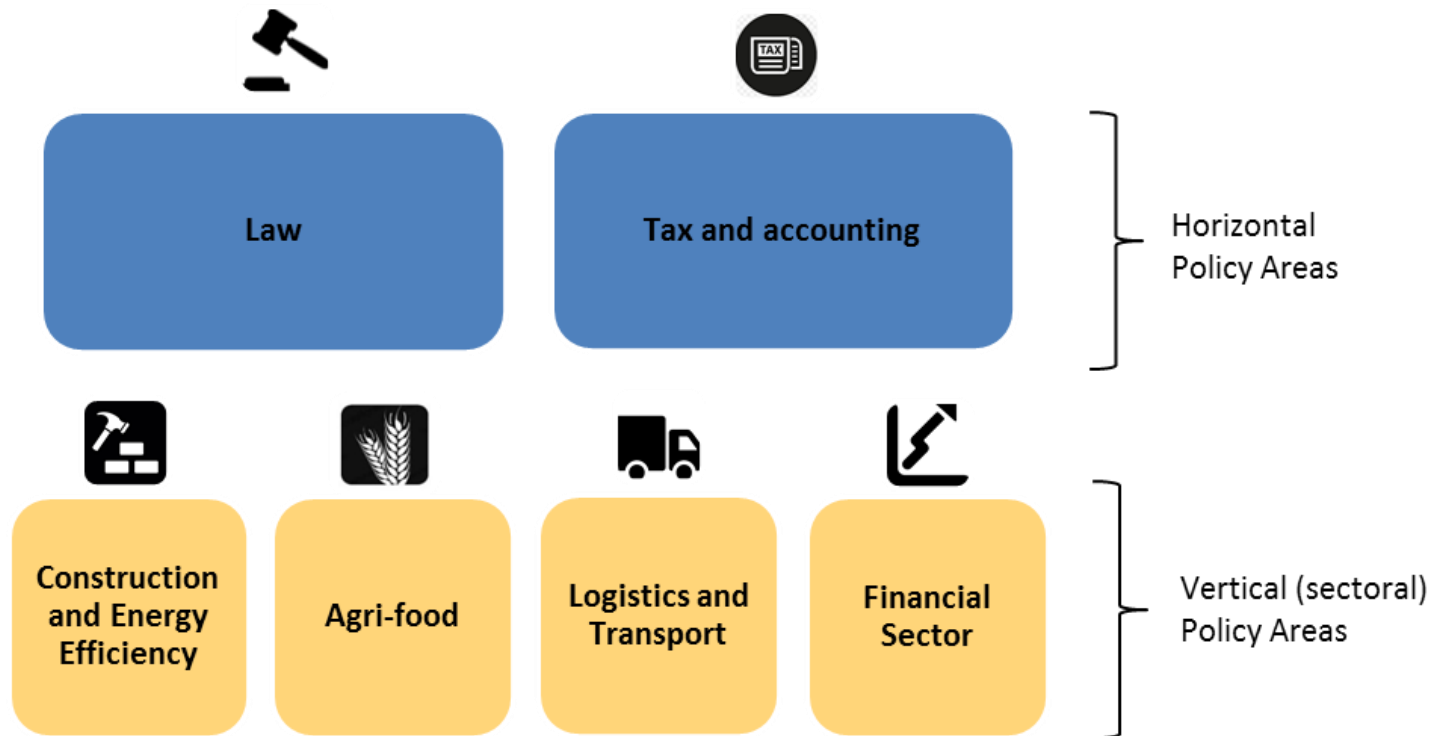 TAX
Law
Tax and accounting
Horizontal
Policy Areas
Construction
and Energy
Efficiency
Agri-food
Logistics and
Transport
Financial
Sector
Vertical (sectoral)
Policy Areas